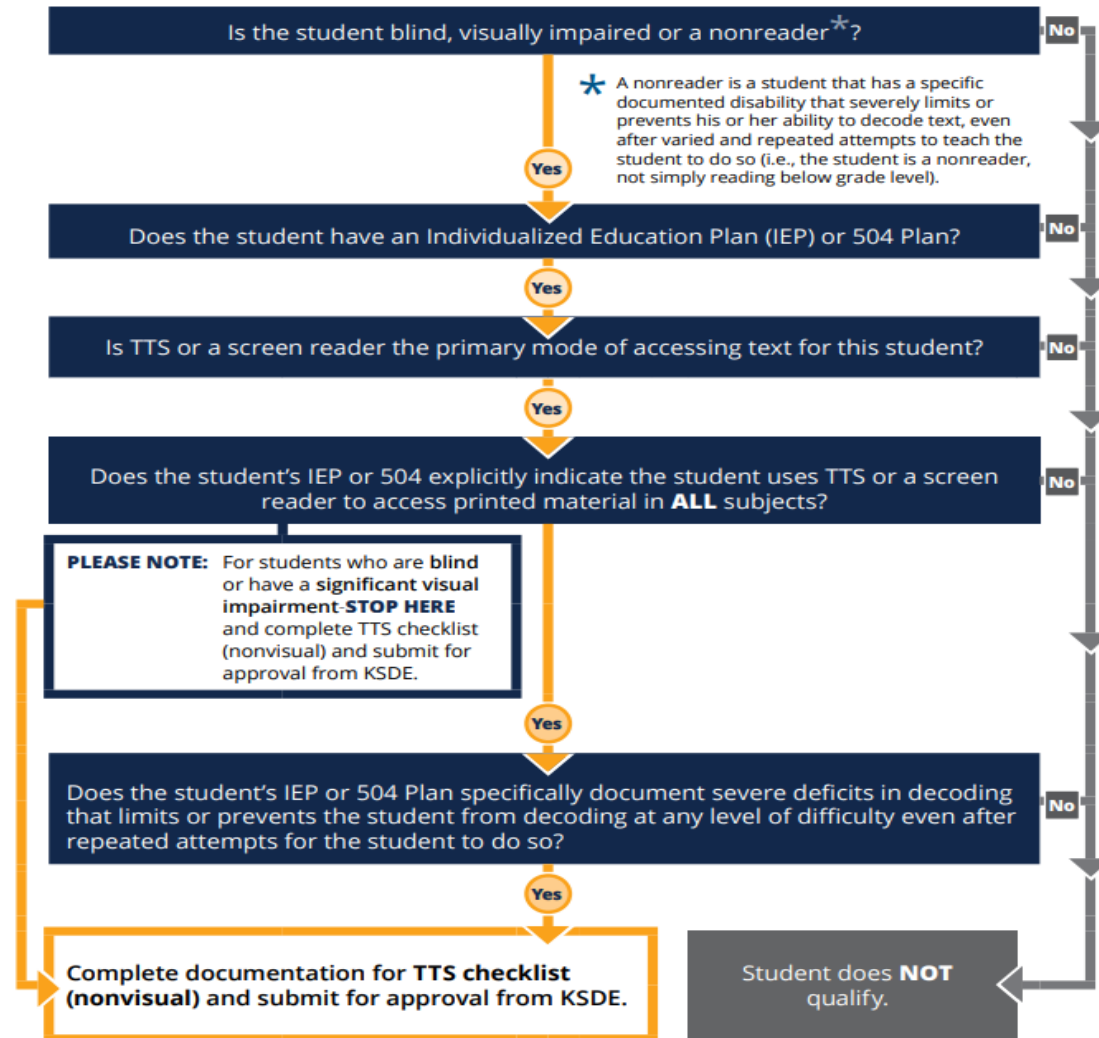 Is the student blind, visually impaired or a nonreader*?
No
* A nonreader is a student that has a specific
documented disability that severely limits or
prevents his or her ability to decode text, even
after varied and repeated attempts to teach the
student to do so (i.e., the student is a nonreader,
not simply reading below grade level).
Yes
Does the student have an Individualized Education Plan (IEP) or 504 Plan?
No
Yes
Is TTS or a screen reader the primary mode of accessing text for this student?
No
Yes
Does the student's IEP or 504 explicitly indicate the student uses TTS or a screen
reader to access printed material in ALL subjects?
No
PLEASE NOTE: For students who are blind
or have a significant visual
impairment-STOP HERE
and complete TTS checklist
(nonvisual) and submit for
approval from KSDE.
Yes
Does the student's IEP or 504 Plan specifically document severe deficits in decoding
that limits or prevents the student from decoding at any level of difficulty even after
repeated attempts for the student to do so?
No
Yes
Complete documentation for TTS checklist
(nonvisual) and submit for approval from KSDE.
Student does NOT
qualify.